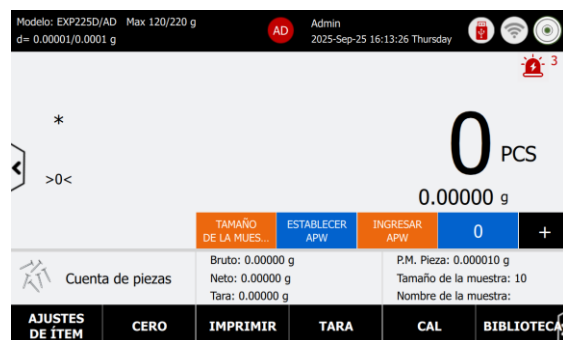 Modelo: EXP225D/AD Max 120/220 g
d= 0.00001/0.0001 g
AD
Admin
2025-Sep-25 16:13:26 Thursday
3
*
>0<
0 PCS
0.00000 g
TAMAÑO
DE LA MUES...
ESTABLECER
APW
INGRESAR
APW
0
+
Cuenta de piezas
Bruto: 0.00000 g
Neto: 0.00000 g
Tara: 0.00000 g
P.M. Pieza: 0.000010 g
Tamaño de la muestra: 10
Nombre de la muestra:
AJUSTES
DE ÍTEM
CERO
IMPRIMIR
TARA
CAL
BIBLIOTECA